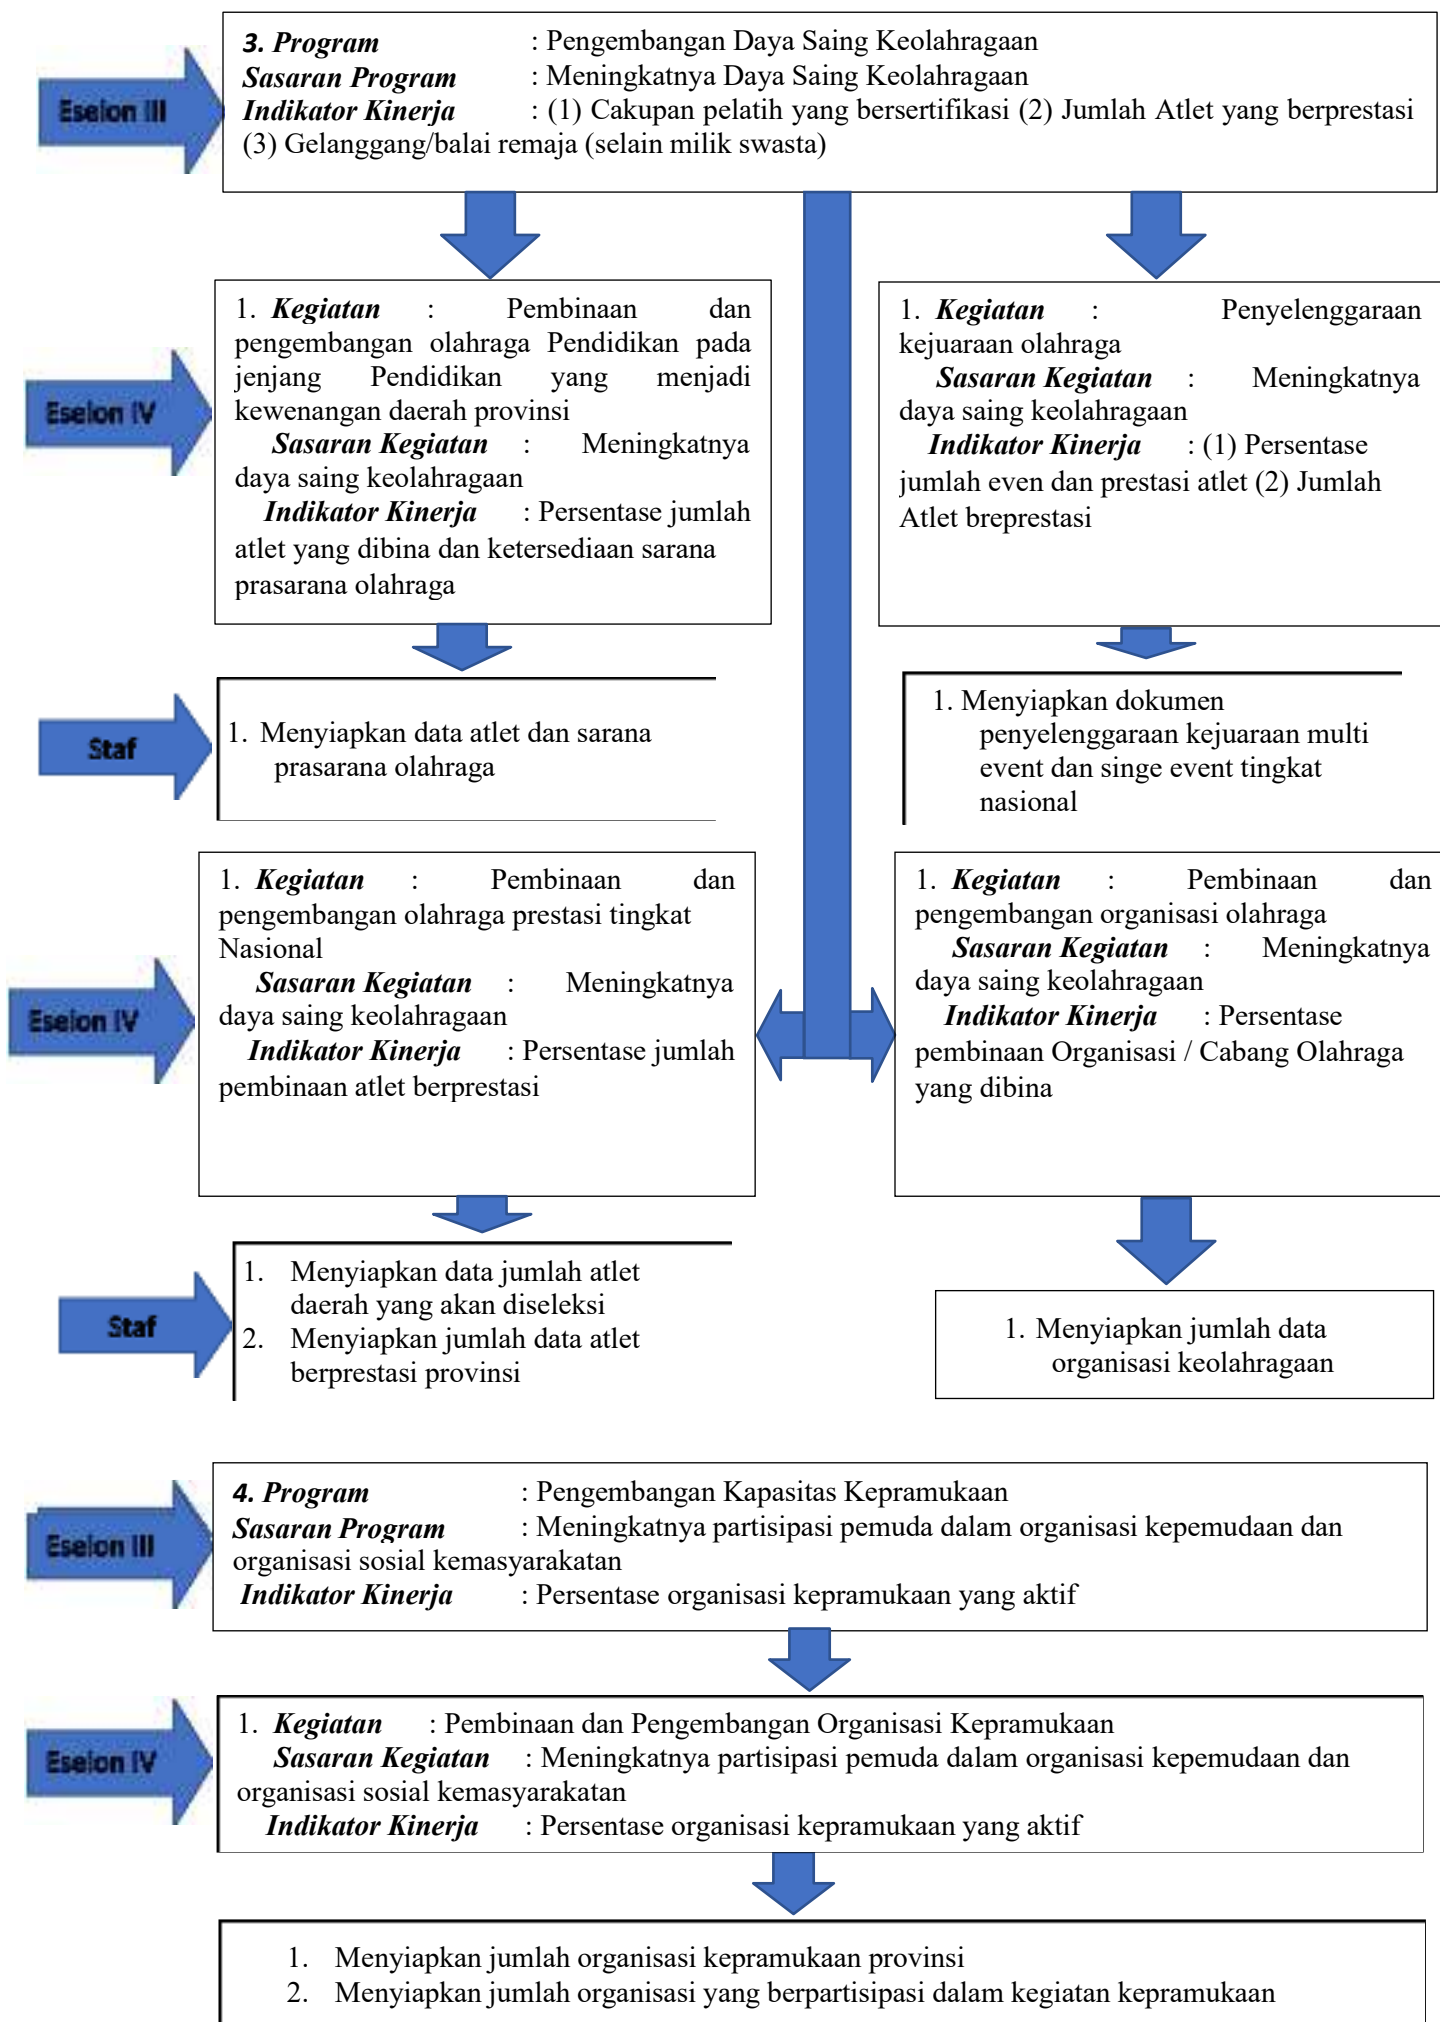 Eselon III
3. Program : Pengembangan Daya Saing Keolahragaan
Sasaran Program : Meningkatnya Daya Saing Keolahragaan
Indikator Kinerja : (1) Cakupan pelatih yang bersertifikasi (2) Jumlah Atlet yang berprestasi
(3) Gelanggang/balai remaja (selain milik swasta)
Eselon IV
1. Kegiatan : Pembinaan dan
pengembangan olahraga Pendidikan pada
jenjang Pendidikan yang menjadi
kewenangan daerah provinsi
Sasaran Kegiatan : Meningkatnya
daya saing keolahragaan
Indikator Kinerja : Persentase jumlah
atlet yang dibina dan ketersediaan sarana
prasarana olahraga
1. Kegiatan : Penyelenggaraan
kejuaraan olahraga
Sasaran Kegiatan : Meningkatnya
daya saing keolahragaan
Indikator Kinerja : (1) Persentase
jumlah even dan prestasi atlet (2) Jumlah
Atlet breprestasi
Staf
1. Menyiapkan data atlet dan sarana
prasarana olahraga
1. Menyiapkan dokumen
penyelenggaraan kejuaraan multi
event dan singe event tingkat
nasional
Eselon IV
1. Kegiatan : Pembinaan dan
pengembangan olahraga prestasi tingkat
Nasional
Sasaran Kegiatan : Meningkatnya
daya saing keolahragaan
Indikator Kinerja : Persentase jumlah
pembinaan atlet berprestasi
1. Kegiatan : Pembinaan dan
pengembangan organisasi olahraga
Sasaran Kegiatan : Meningkatnya
daya saing keolahragaan
Indikator Kinerja : Persentase
pembinaan Organisasi / Cabang Olahraga
yang dibina
Staf
1. Menyiapkan data jumlah atlet
daerah yang akan diseleksi
2. Menyiapkan jumlah data atlet
berprestasi provinsi
1. Menyiapkan jumlah data
organisasi keolahragaan
Eselon III
4. Program : Pengembangan Kapasitas Kepramukaan
Sasaran Program : Meningkatnya partisipasi pemuda dalam organisasi kepemudaan dan
organisasi sosial kemasyarakatan
Indikator Kinerja : Persentase organisasi kepramukaan yang aktif
Eselon IV
1. Kegiatan : Pembinaan dan Pengembangan Organisasi Kepramukaan
Sasaran Kegiatan : Meningkatnya partisipasi pemuda dalam organisasi kepemudaan dan
organisasi sosial kemasyarakatan
Indikator Kinerja : Persentase organisasi kepramukaan yang aktif
1. Menyiapkan jumlah organisasi kepramukaan provinsi
2. Menyiapkan jumlah organisasi yang berpartisipasi dalam kegiatan kepramukaan